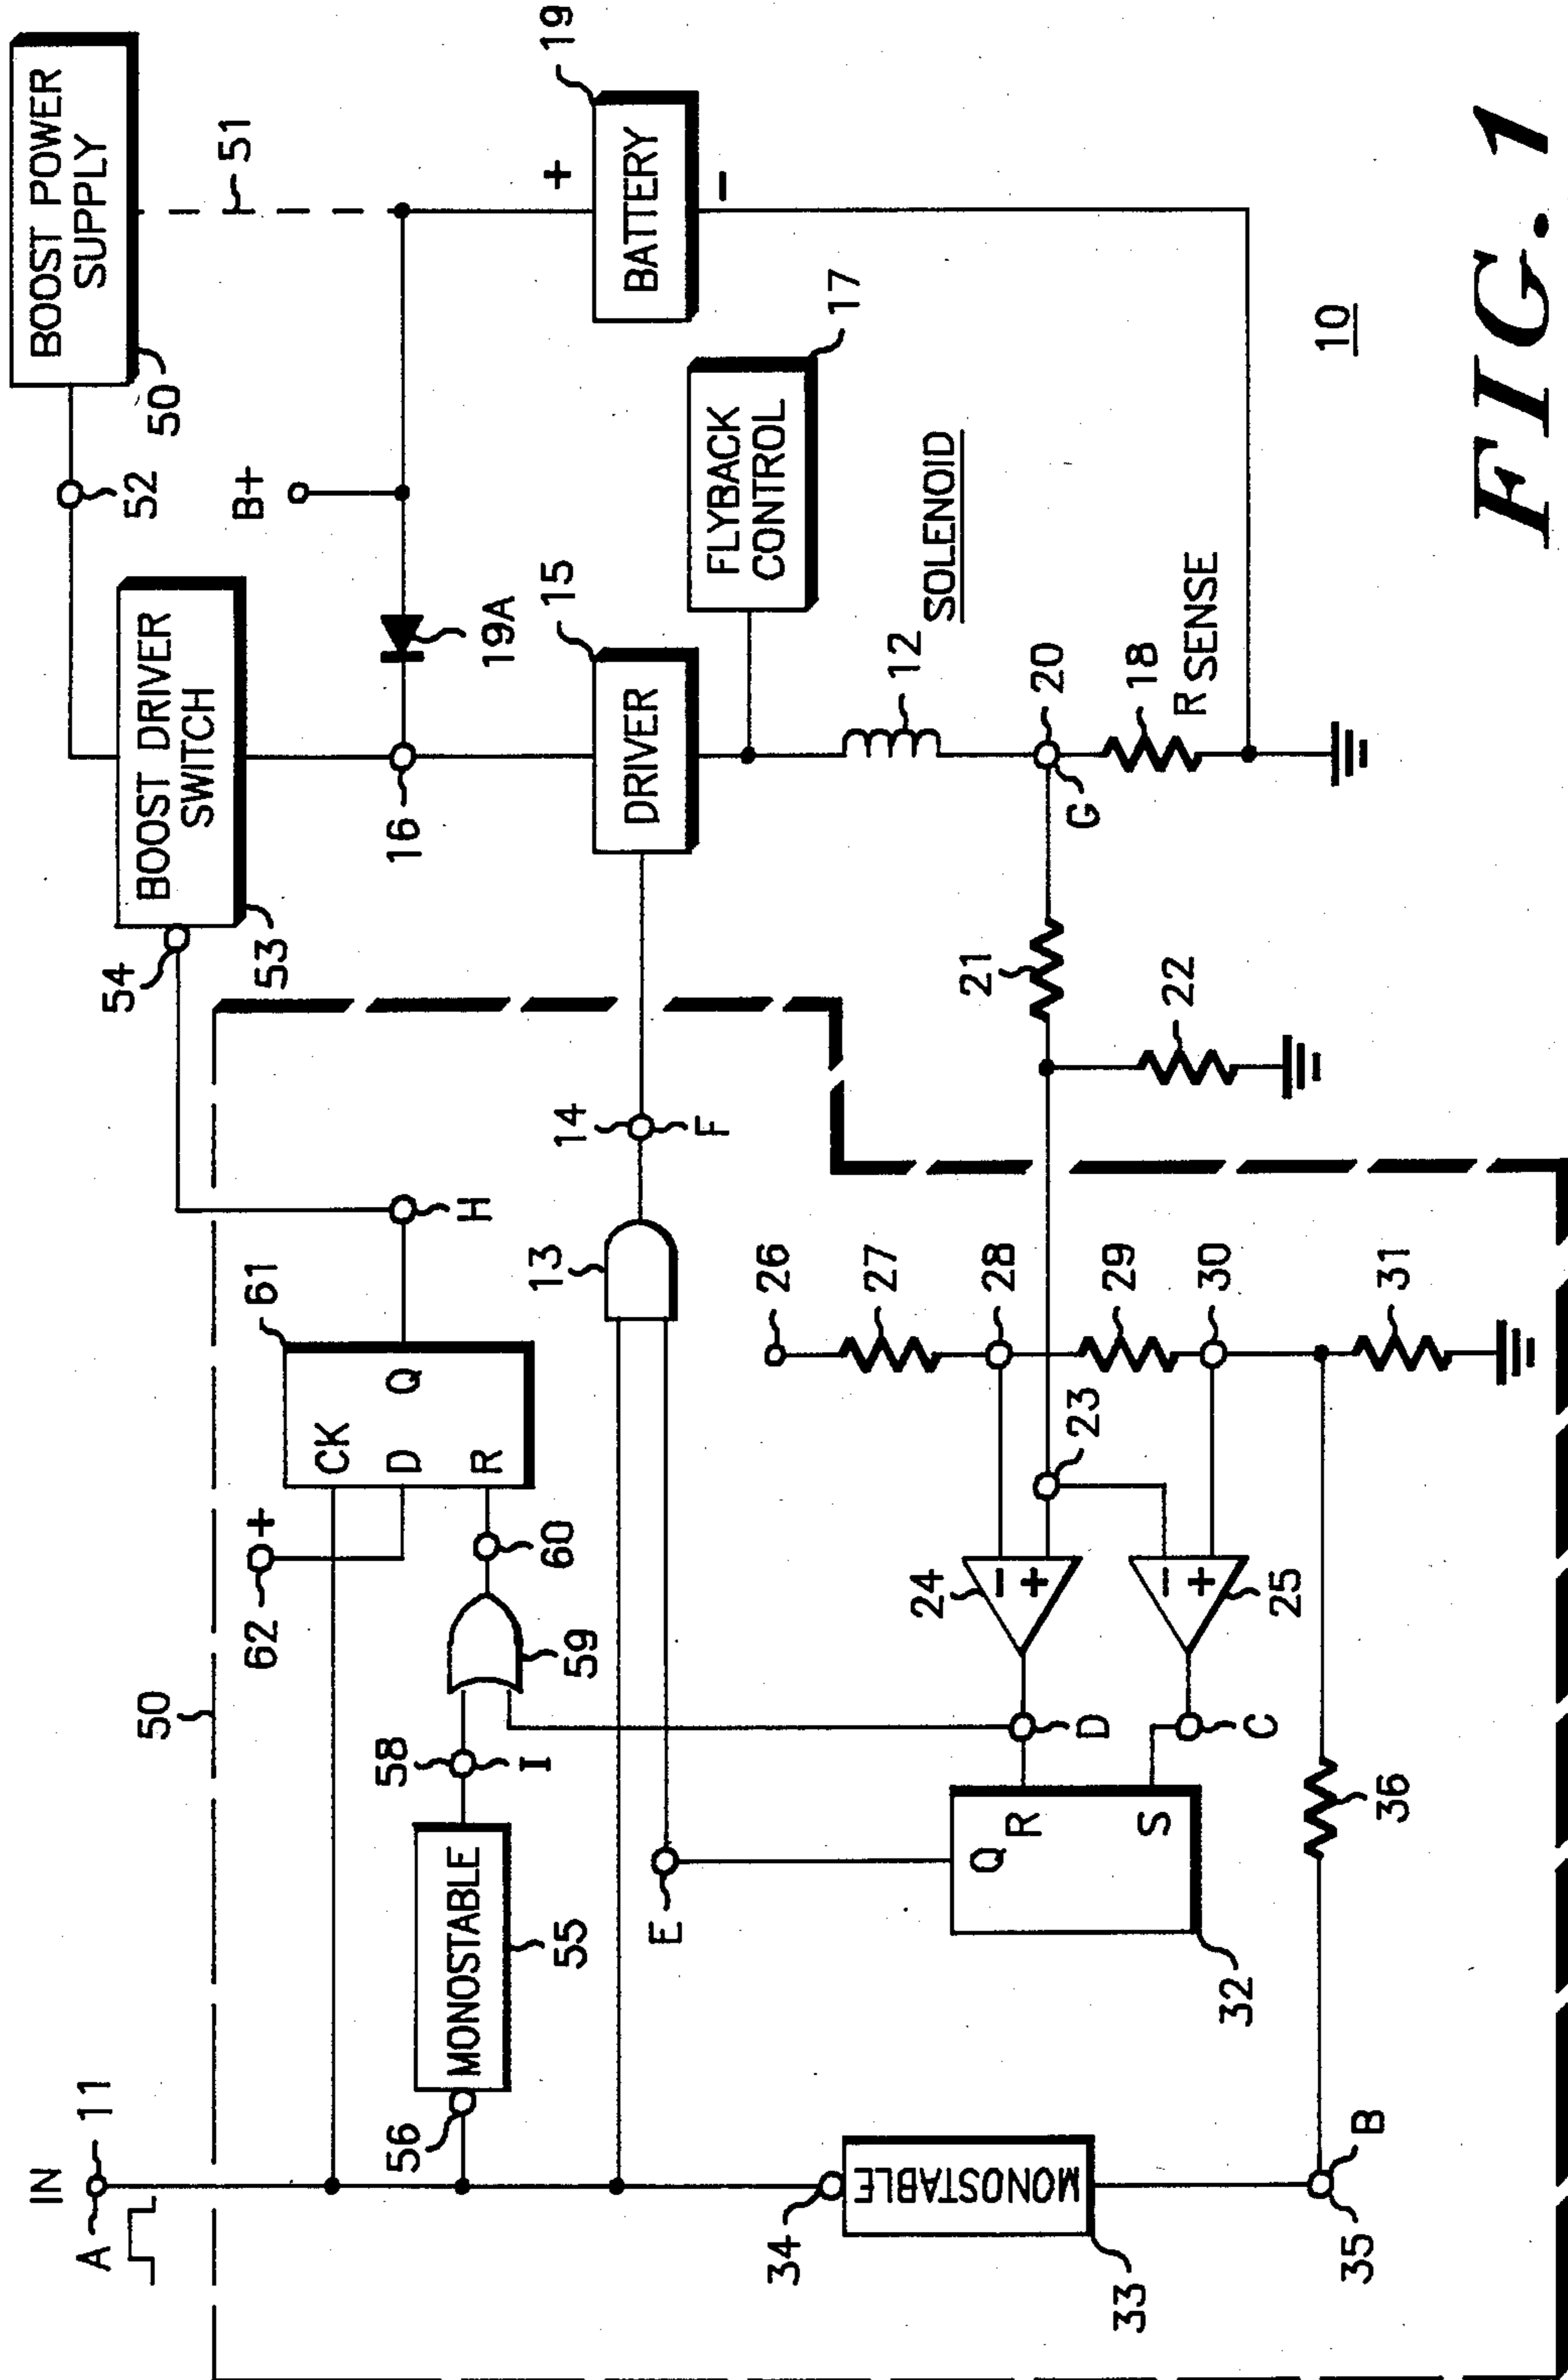 IN
A
11
BOOST POWER
SUPPLY
50
52
51
BOOST DRIVER
SWITCH
54
53
B+
19
BATTERY
+
−
19A
16
15
DRIVER
FLYBACK
CONTROL
17
12
SOLENOID
20
G
18
R SENSE
21
22
50
62
+
61
CK
D
R
Q
H
60
59
58
I
MONOSTABLE
56
55
13
14
F
E
26
27
28
29
30
31
23
24
−
+
25
−
+
D
C
Q
R
S
32
36
34
MONOSTABLE
33
35
B
10
FIG. 1